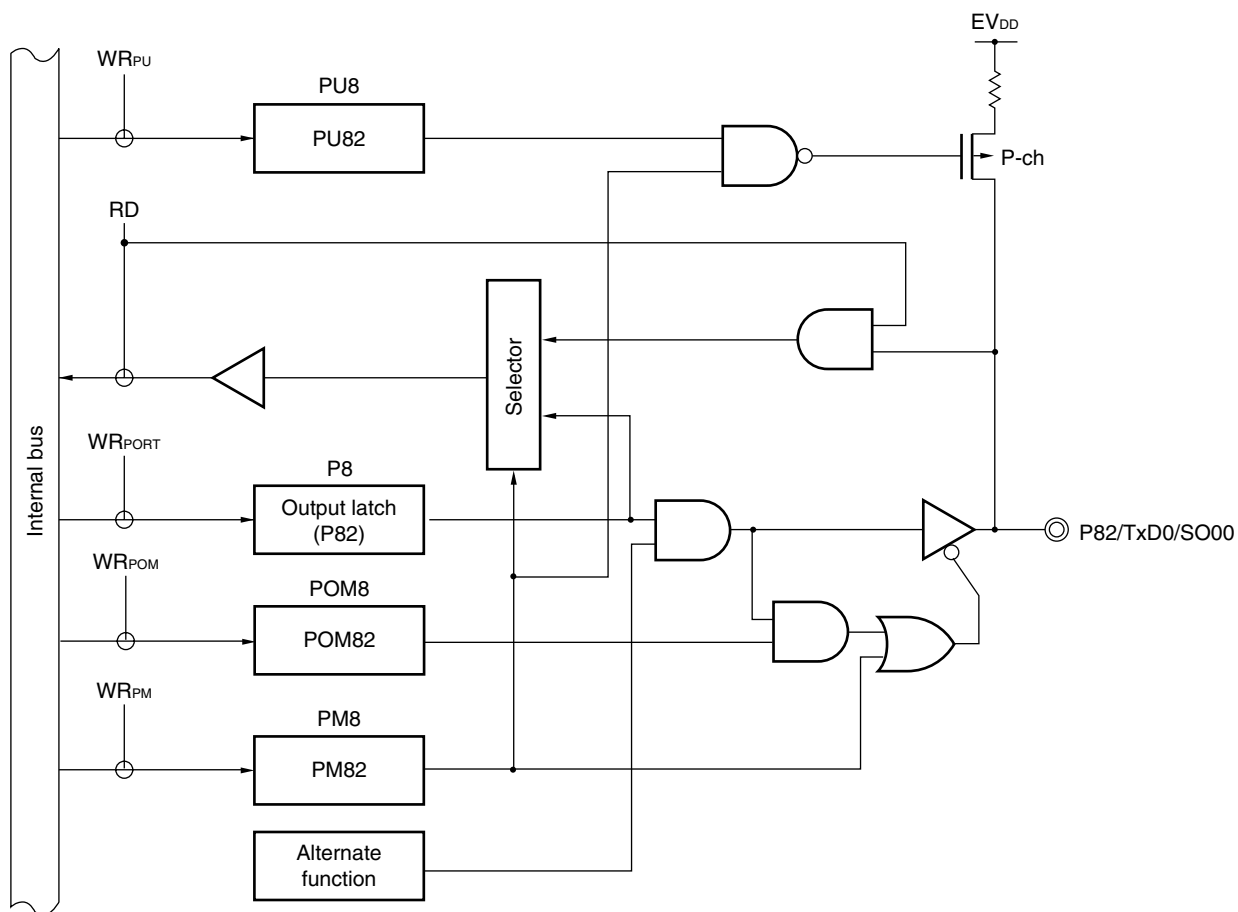 EVDD
WRPU
PU8
PU82
P-ch
RD
Selector
Internal bus
WRPORT
P8
Output latch
(P82)
P82/TxD0/SO00
WRPOM
POM8
POM82
WRPM
PM8
PM82
Alternate
function